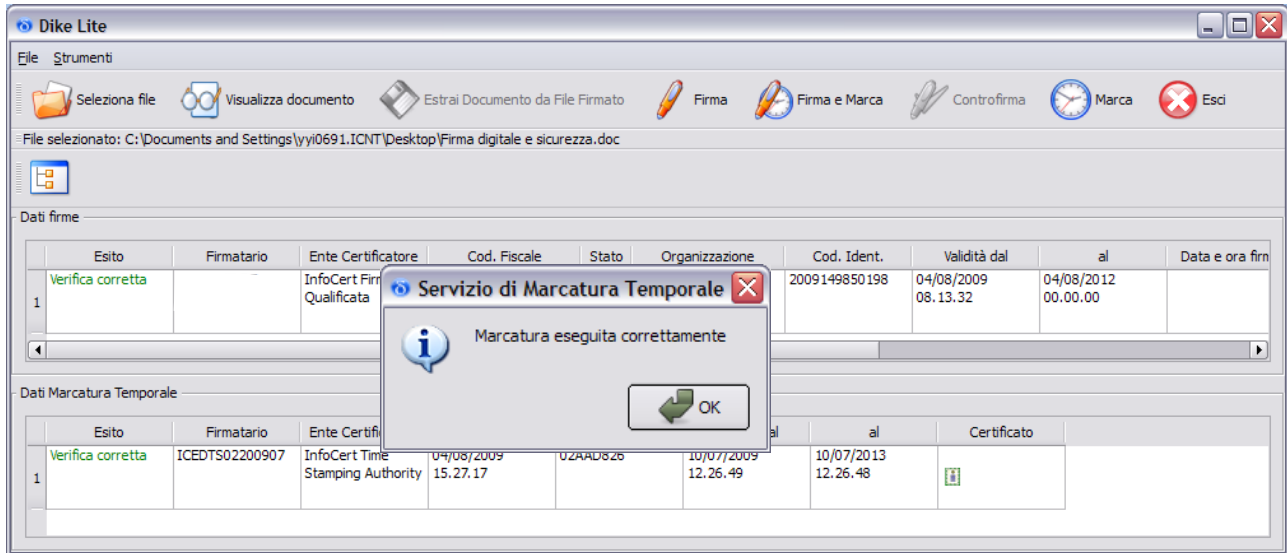 Dike Lite
File Strumenti
Seleziona file Visualizza documento Estrai Documento da File Firmato Firma Firma e Marca Controfirma Marca Esci
File selezionato: C:\Documents and Settings\yyi0691.ICNT\Desktop\Firma digitale e sicurezza.doc
Dati firme
Esito Firmatario Ente Certificatore Cod. Fiscale Stato Organizzazione Cod. Ident. Validità dal al Data e ora firm
1 Verifica corretta InfoCert Firm 2009149850198 04/08/2009 04/08/2012
Qualificata 08.13.32 00.00.00
Servizio di Marcatura Temporale
Marcatura eseguita correttamente
OK
Dati Marcatura Temporale
Esito Firmatario Ente Certifi al al Certificato
1 Verifica corretta ICEDTS02200907 InfoCert Time 04/08/2009 02AAD826 10/07/2009 10/07/2013
Stamping Authority 15.27.17 12.26.49 12.26.48